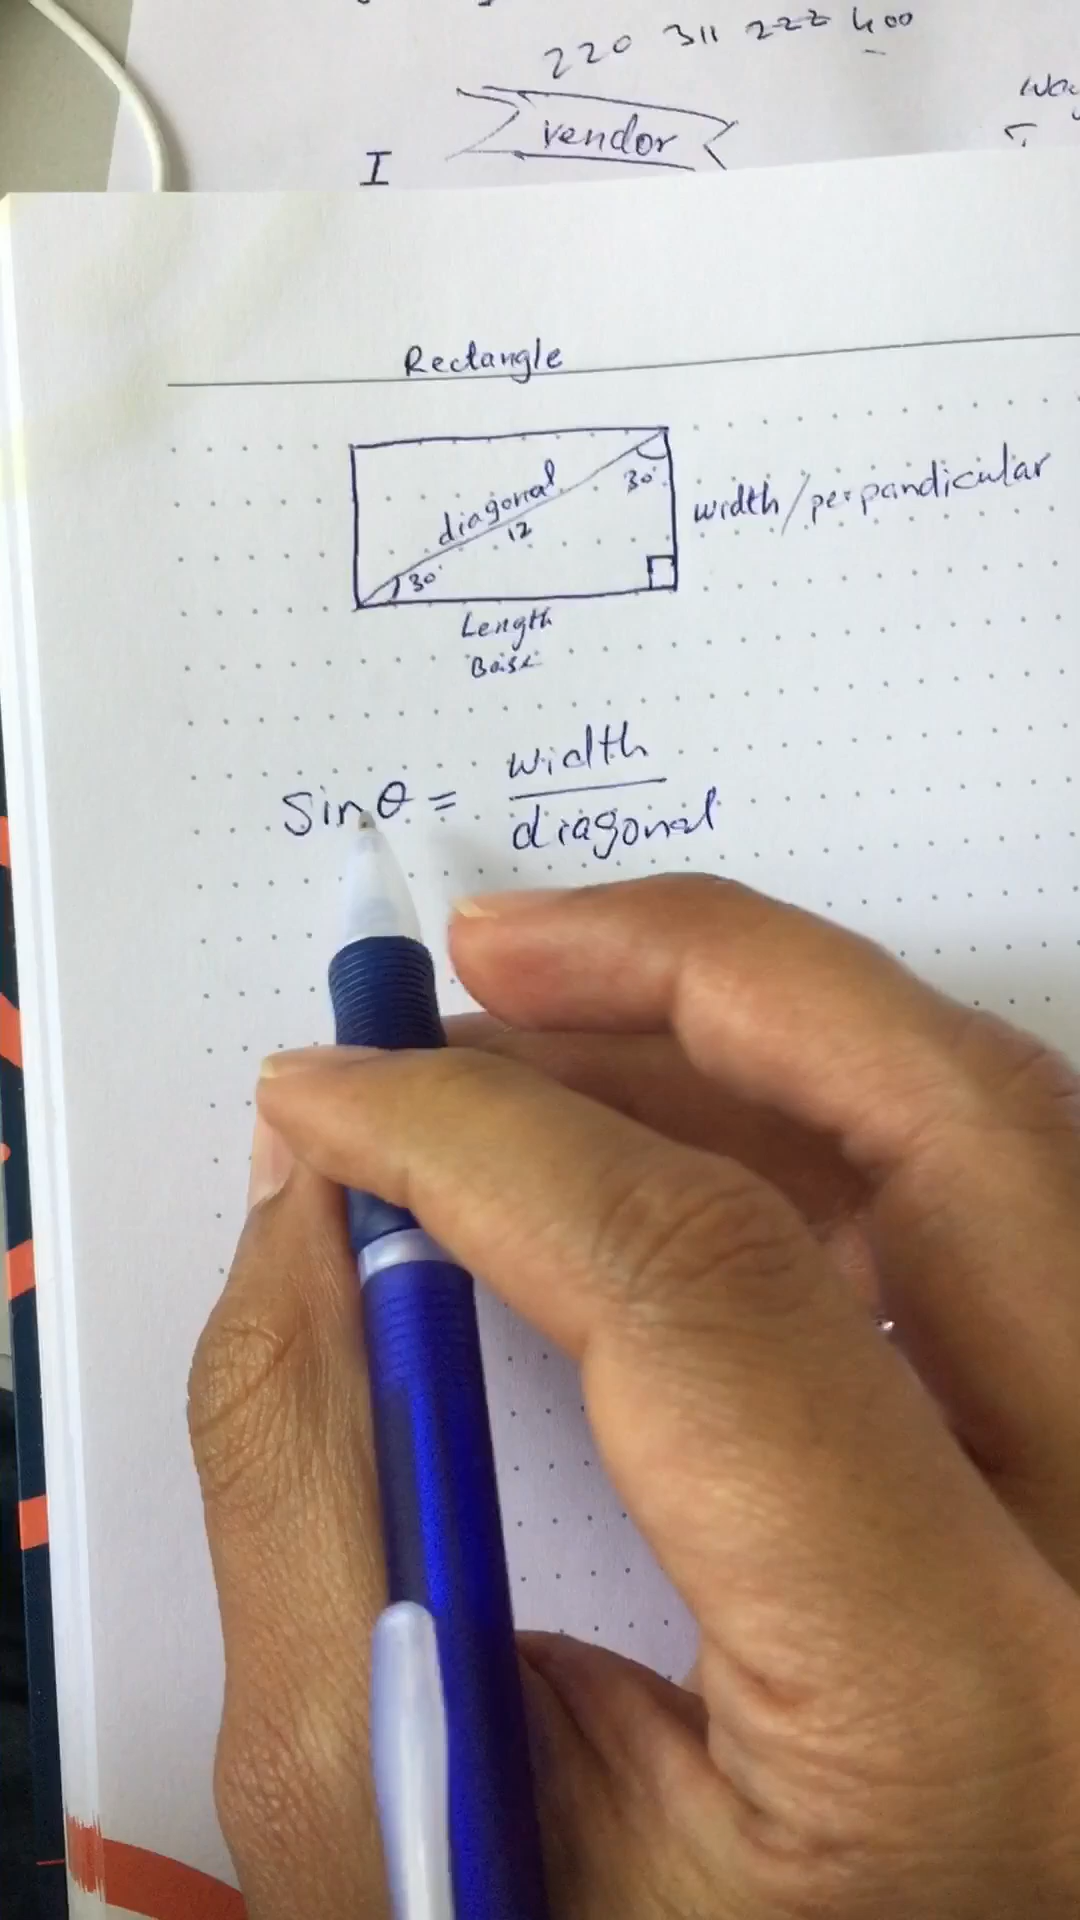 220 311 222 400
vendor
I
Rectangle
diagonal
12
30°
30°
width/perpandicular
Length
Base
Sinθ = width
diagonal